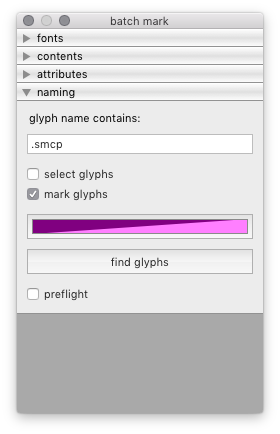 batch mark
fonts
contents
attributes
naming
glyph name contains:
.smcp
select glyphs
mark glyphs
find glyphs
preflight